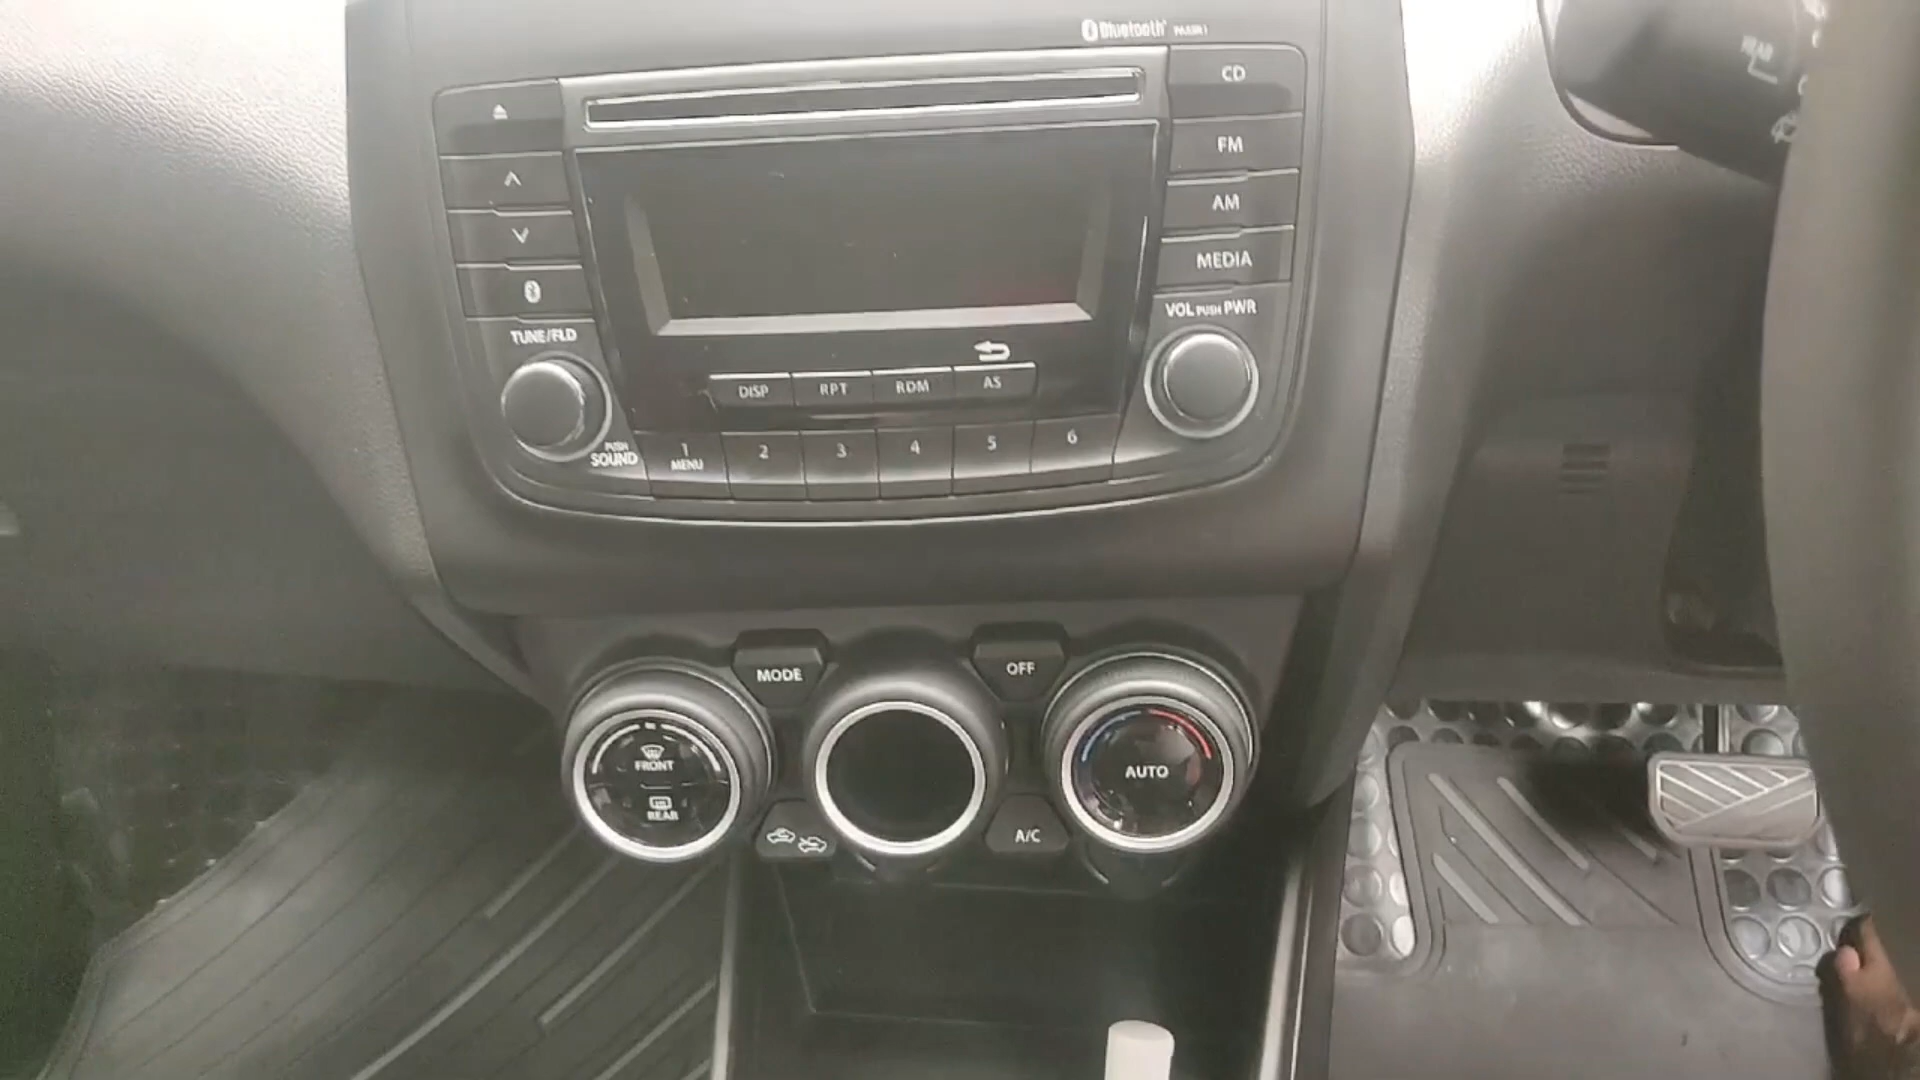 Bluetooth
CD
FM
AM
MEDIA
VOL PUSH PWR
TUNE/FLD
PUSH
SOUND
DISP
RPT
RDM
AS
1
MENU
2
3
4
5
6
MODE
OFF
FRONT
REAR
AUTO
A/C
REAR